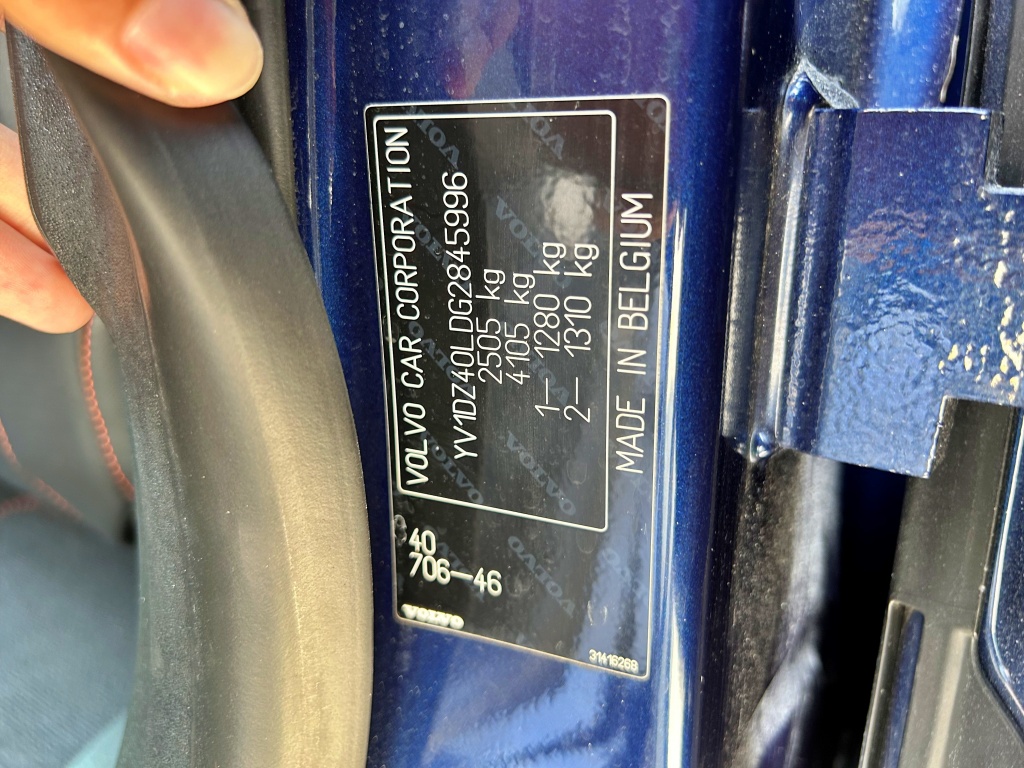 VOLVO CAR CORPORATION
YV1DZ40LDG2845996
2505 kg
4105 kg
1– 1280 kg
2– 1310 kg
MADE IN BELGIUM
40
706–46
VOLVO